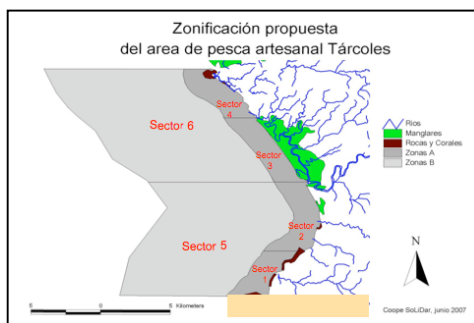 Zonificación propuesta
del area de pesca artesanal Tárcoles
Sector 4
Sector 6
Sector 3
Sector 2
Sector 5
Sector 1
Ríos
Manglares
Rocas y Corales
Zonas A
Zonas B
N
5 0 5 Kilometers
Coope SoLiDar, junio 2007